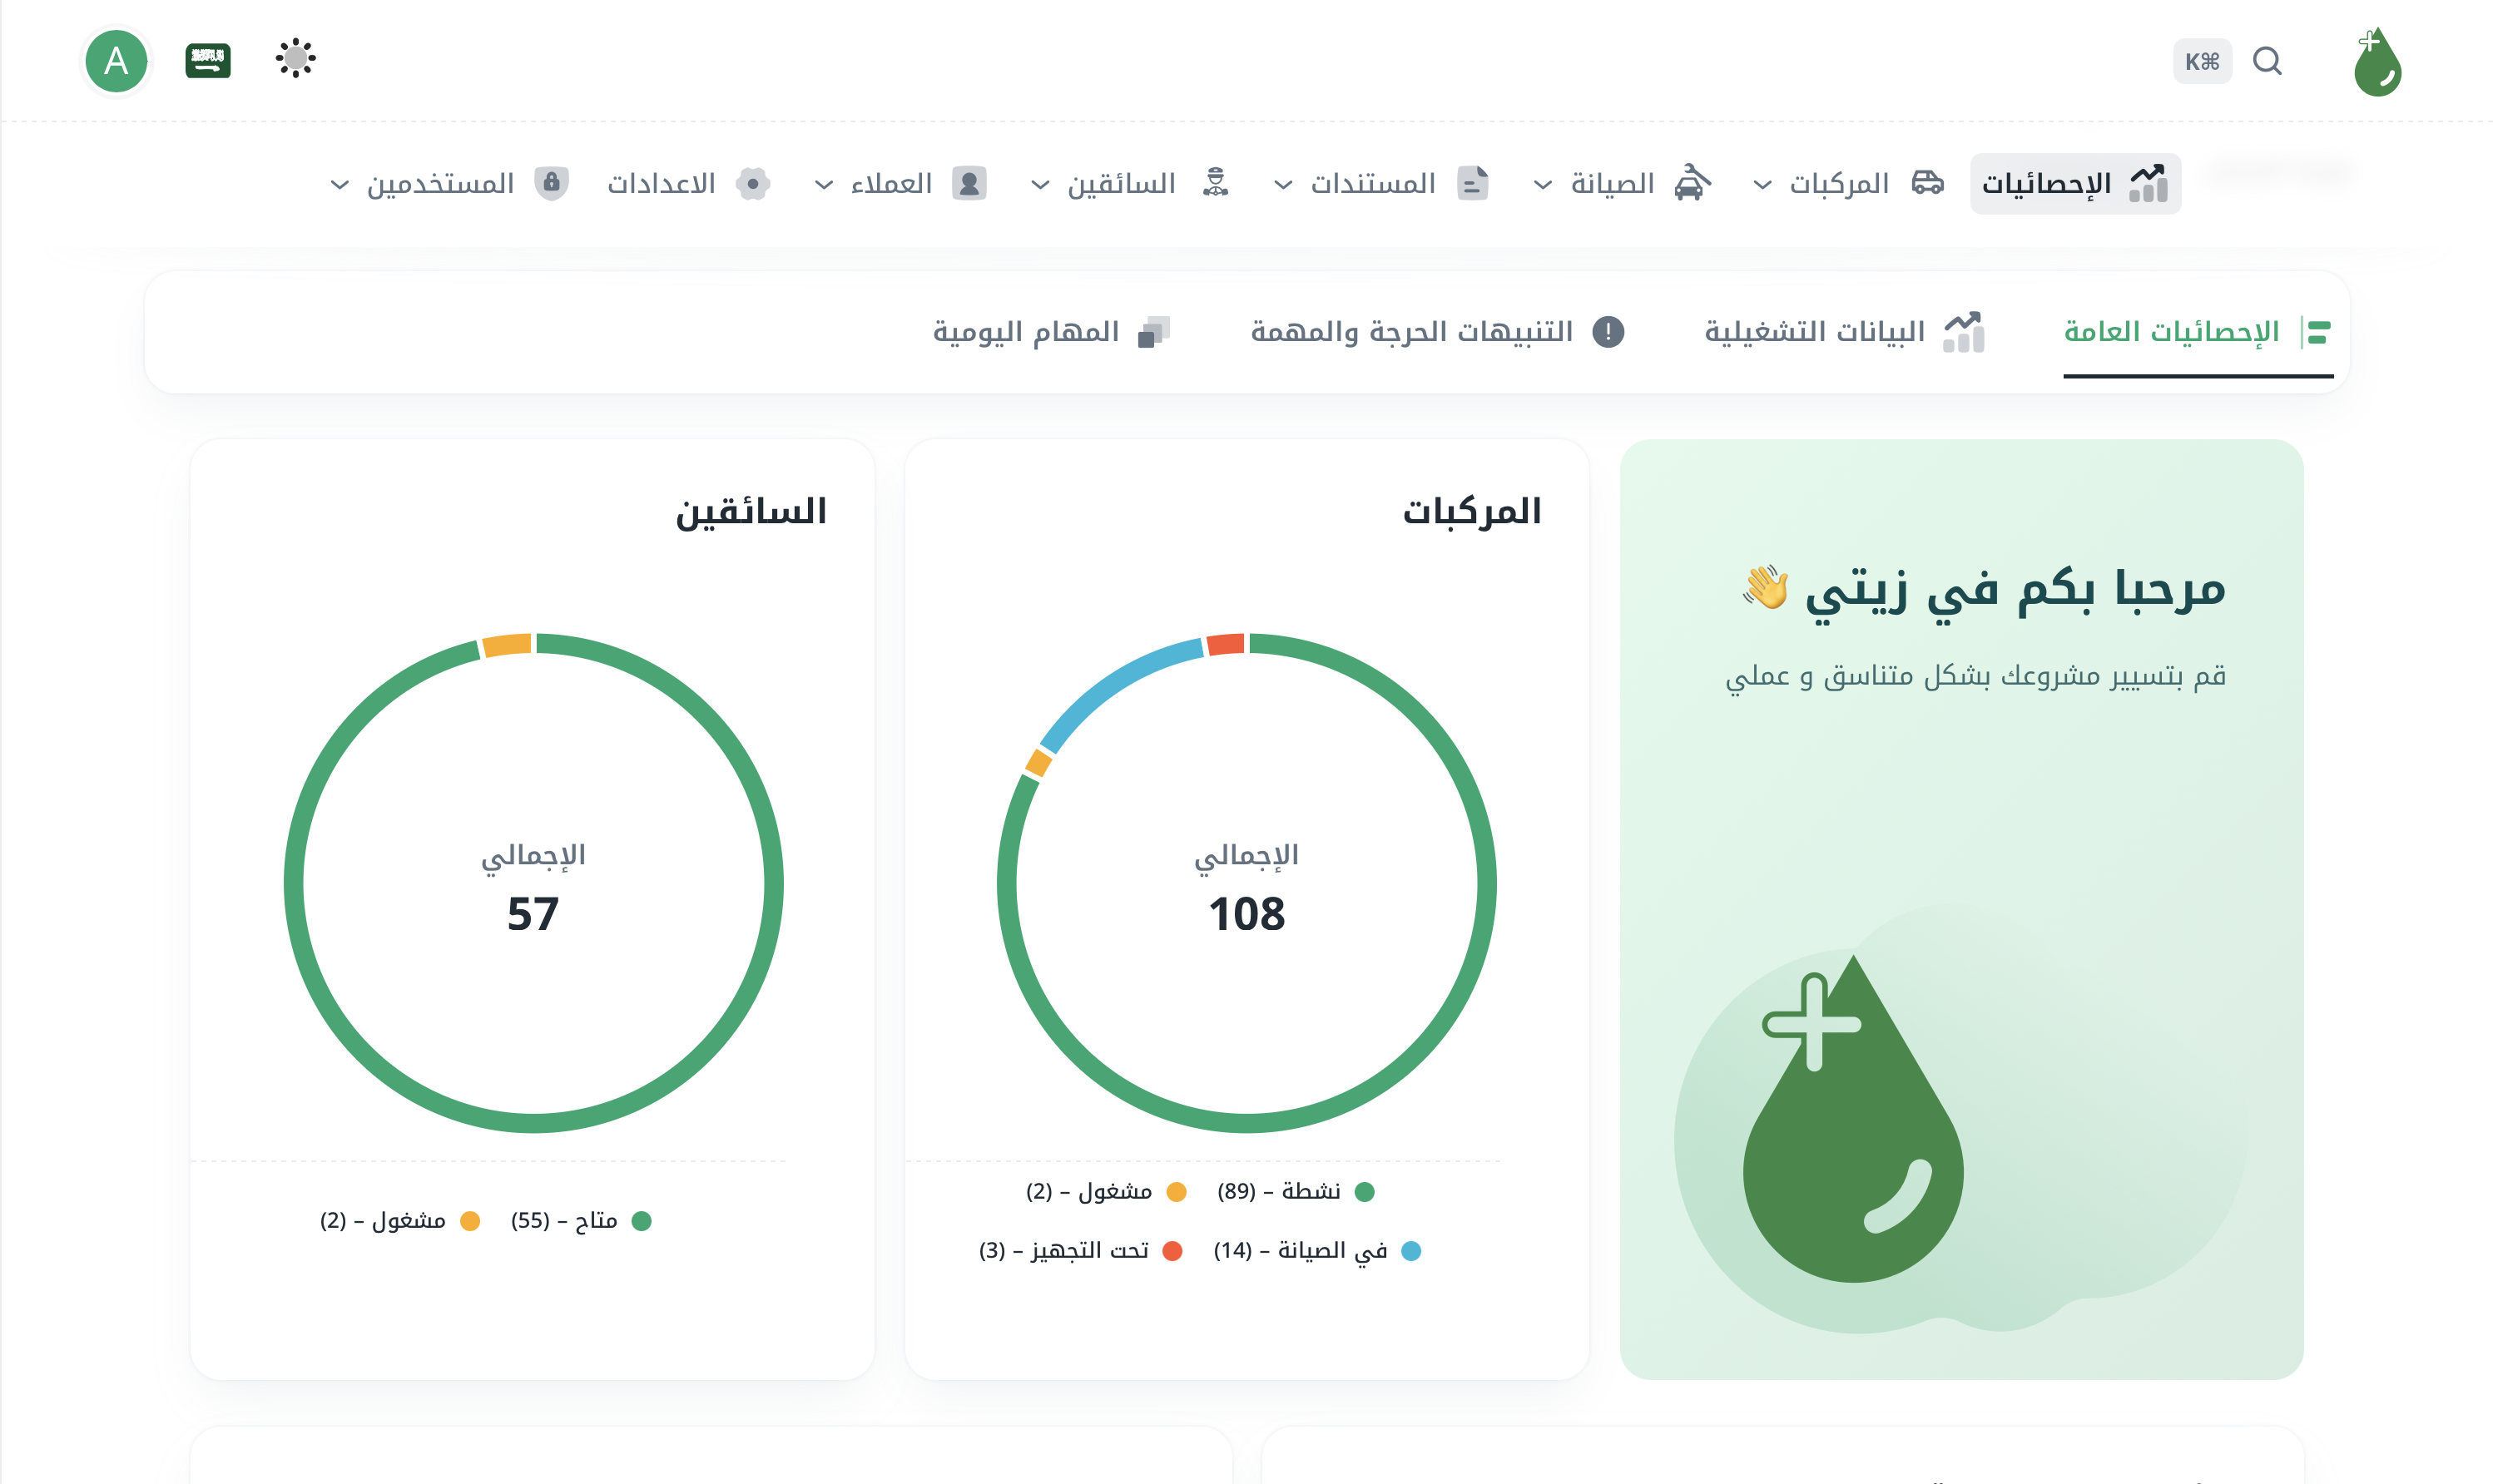 K⌘
A
الإحصائيات
المركبات
الصيانة
المستندات
السائقين
العملاء
الاعدادات
المستخدمين
الإحصائيات العامة
البيانات التشغيلية
التنبيهات الحرجة والمهمة
المهام اليومية
مرحبا بكم في زيتي 👋
قم بتسيير مشروعك بشكل متناسق و عملي
المركبات
الإجمالي
108
نشطة – (89)
مشغول – (2)
في الصيانة – (14)
تحت التجهيز – (3)
السائقين
الإجمالي
57
متاح – (55)
مشغول – (2)